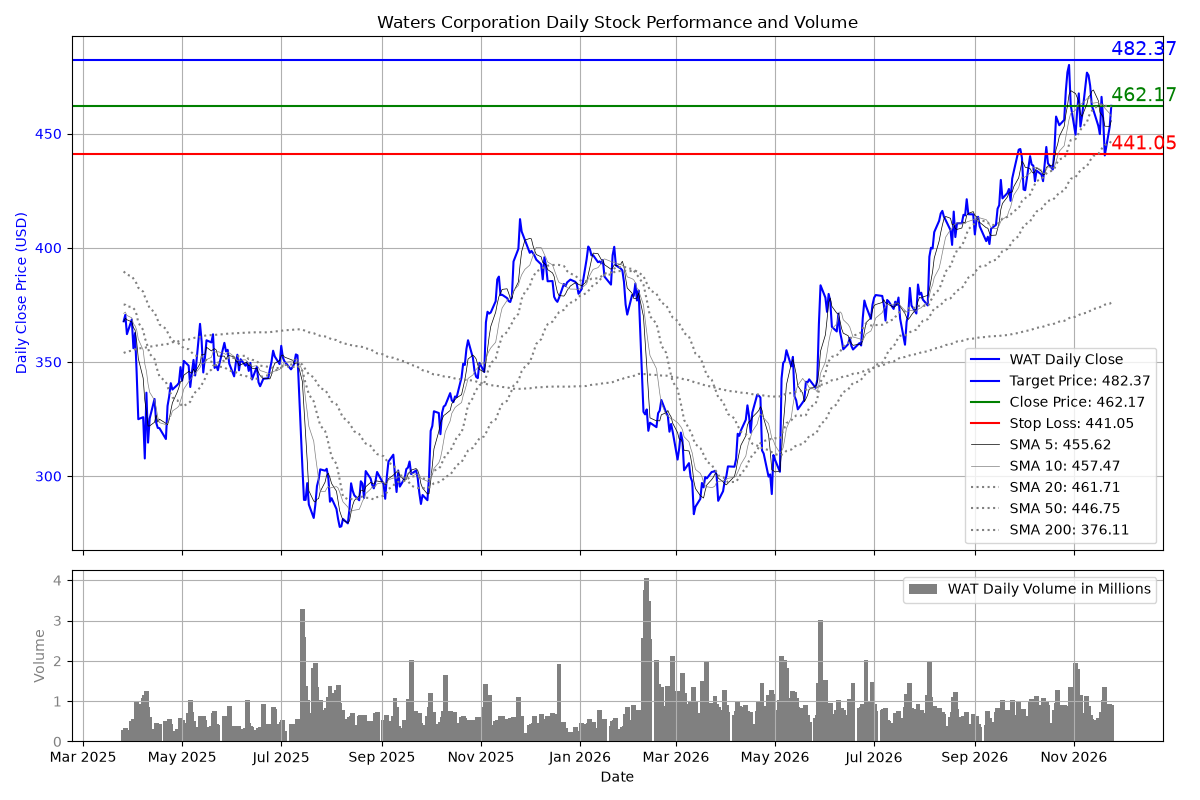 Waters Corporation Daily Stock Performance and Volume
482.37
462.17
441.05
450
400
350
300
Daily Close Price (USD)
WAT Daily Close
Target Price: 482.37
Close Price: 462.17
Stop Loss: 441.05
SMA 5: 455.62
SMA 10: 457.47
SMA 20: 461.71
SMA 50: 446.75
SMA 200: 376.11
4
3
2
1
0
Volume
WAT Daily Volume in Millions
Mar 2025 May 2025 Jul 2025 Sep 2025 Nov 2025 Jan 2026 Mar 2026 May 2026 Jul 2026 Sep 2026 Nov 2026
Date